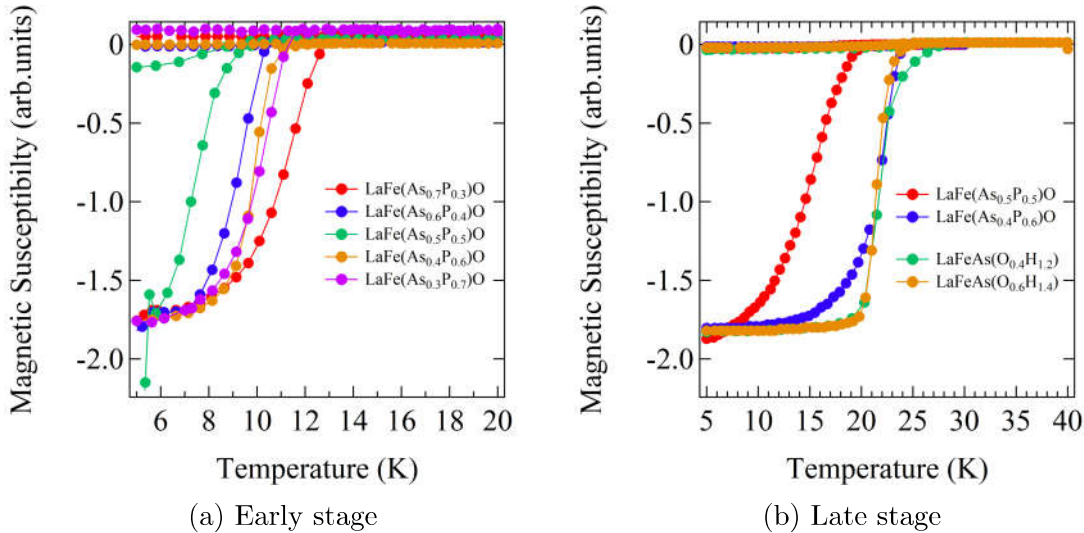 Magnetic Susceptibilty (arb.units)
0
-0.5
-1.0
-1.5
-2.0
LaFe(As₀.₇P₀.₃)O
LaFe(As₀.₆P₀.₄)O
LaFe(As₀.₅P₀.₅)O
LaFe(As₀.₄P₀.₆)O
LaFe(As₀.₃P₀.₇)O
6 8 10 12 14 16 18 20
Temperature (K)
(a) Early stage
Magnetic Susceptibilty (arb.units)
0
-0.5
-1.0
-1.5
-2.0
LaFe(As₀.₅P₀.₅)O
LaFe(As₀.₄P₀.₆)O
LaFeAs(O₀.₄H₁.₂)
LaFeAs(O₀.₆H₁.₄)
5 10 15 20 25 30 35 40
Temperature (K)
(b) Late stage